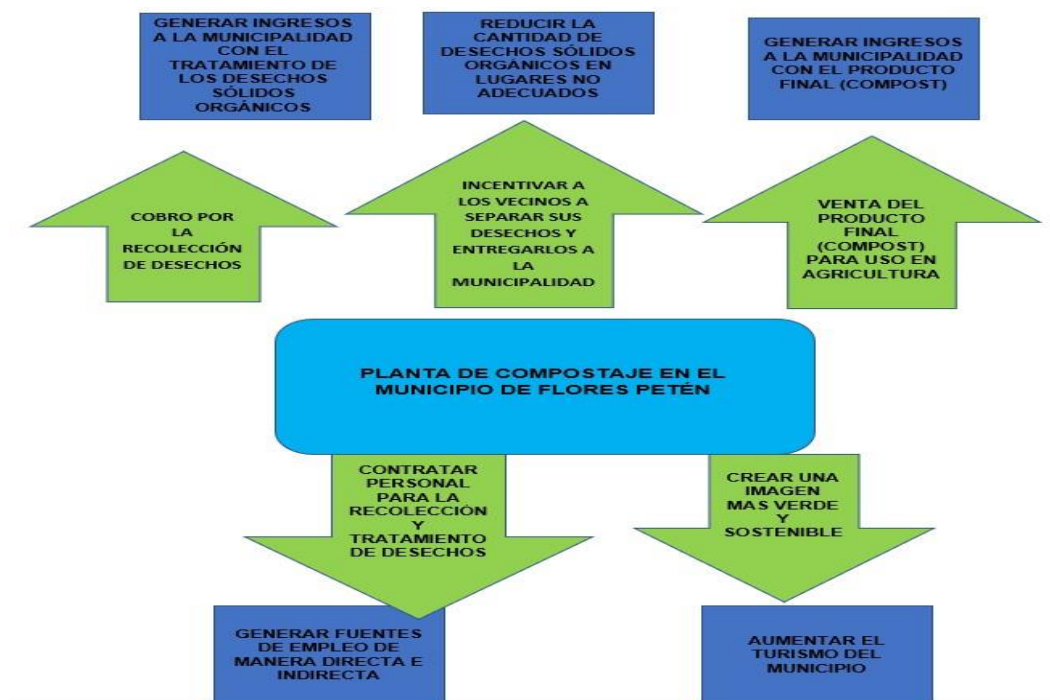 GENERAR INGRESOS
A LA MUNICIPALIDAD
CON EL
TRATAMIENTO DE
LOS DESECHOS
SÓLIDOS
ORGÁNICOS
REDUCIR LA
CANTIDAD DE
DESECHOS SÓLIDOS
ORGÁNICOS EN
LUGARES NO
ADECUADOS
GENERAR INGRESOS
A LA MUNICIPALIDAD
CON EL PRODUCTO
FINAL (COMPOST)
COBRO POR
LA
RECOLECCIÓN
DE DESECHOS
INCENTIVAR A
LOS VECINOS A
SEPARAR SUS
DESECHOS Y
ENTREGARLOS A
LA
MUNICIPALIDAD
VENTA DEL
PRODUCTO
FINAL
(COMPOST)
PARA USO EN
AGRICULTURA
PLANTA DE COMPOSTAJE EN EL
MUNICIPIO DE FLORES PETÉN
CONTRATAR
PERSONAL
PARA LA
RECOLECCIÓN
Y
TRATAMIENTO
DE DESECHOS
CREAR UNA
IMAGEN
MAS VERDE
Y
SOSTENIBLE
GENERAR FUENTES
DE EMPLEO DE
MANERA DIRECTA E
INDIRECTA
AUMENTAR EL
TURISMO DEL
MUNICIPIO